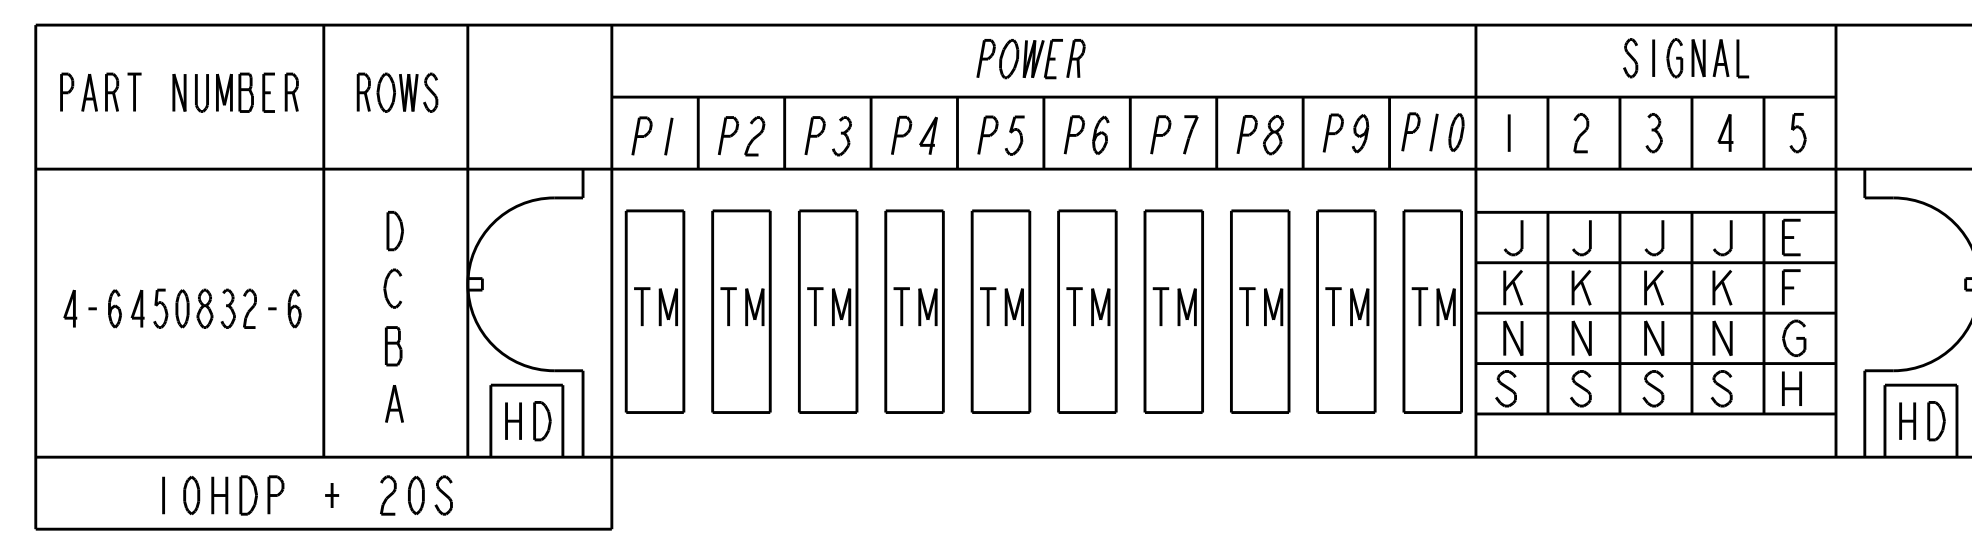 POWER SIGNAL
PART NUMBER ROWS
P1 P2 P3 P4 P5 P6 P7 P8 P9 P10 1 2 3 4 5
D J J J J E
C K K K K F
4-6450832-6 TM TM TM TM TM TM TM TM TM TM
B N N N N G
A S S S S H
HD HD
10HDP + 20S